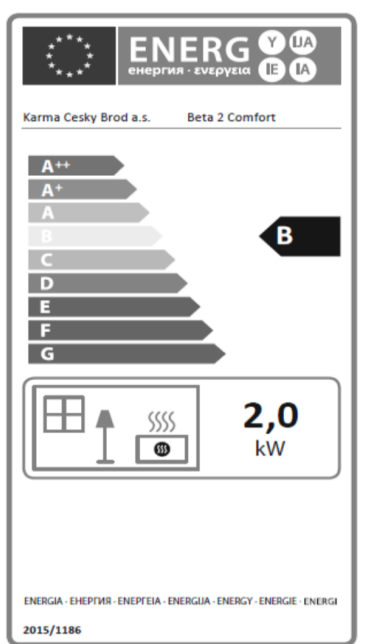 ENERG Y IJA
енергия · ενεργεια IE IA
Karma Cesky Brod a.s. Beta 2 Comfort
A++
A+
A
B
B
C
D
E
F
G
2,0
kW
ENERGIA · ЕНЕРГИЯ · ΕΝΕΡΓΕΙΑ · ENERGIJA · ENERGY · ENERGIE · ENERGI
2015/1186